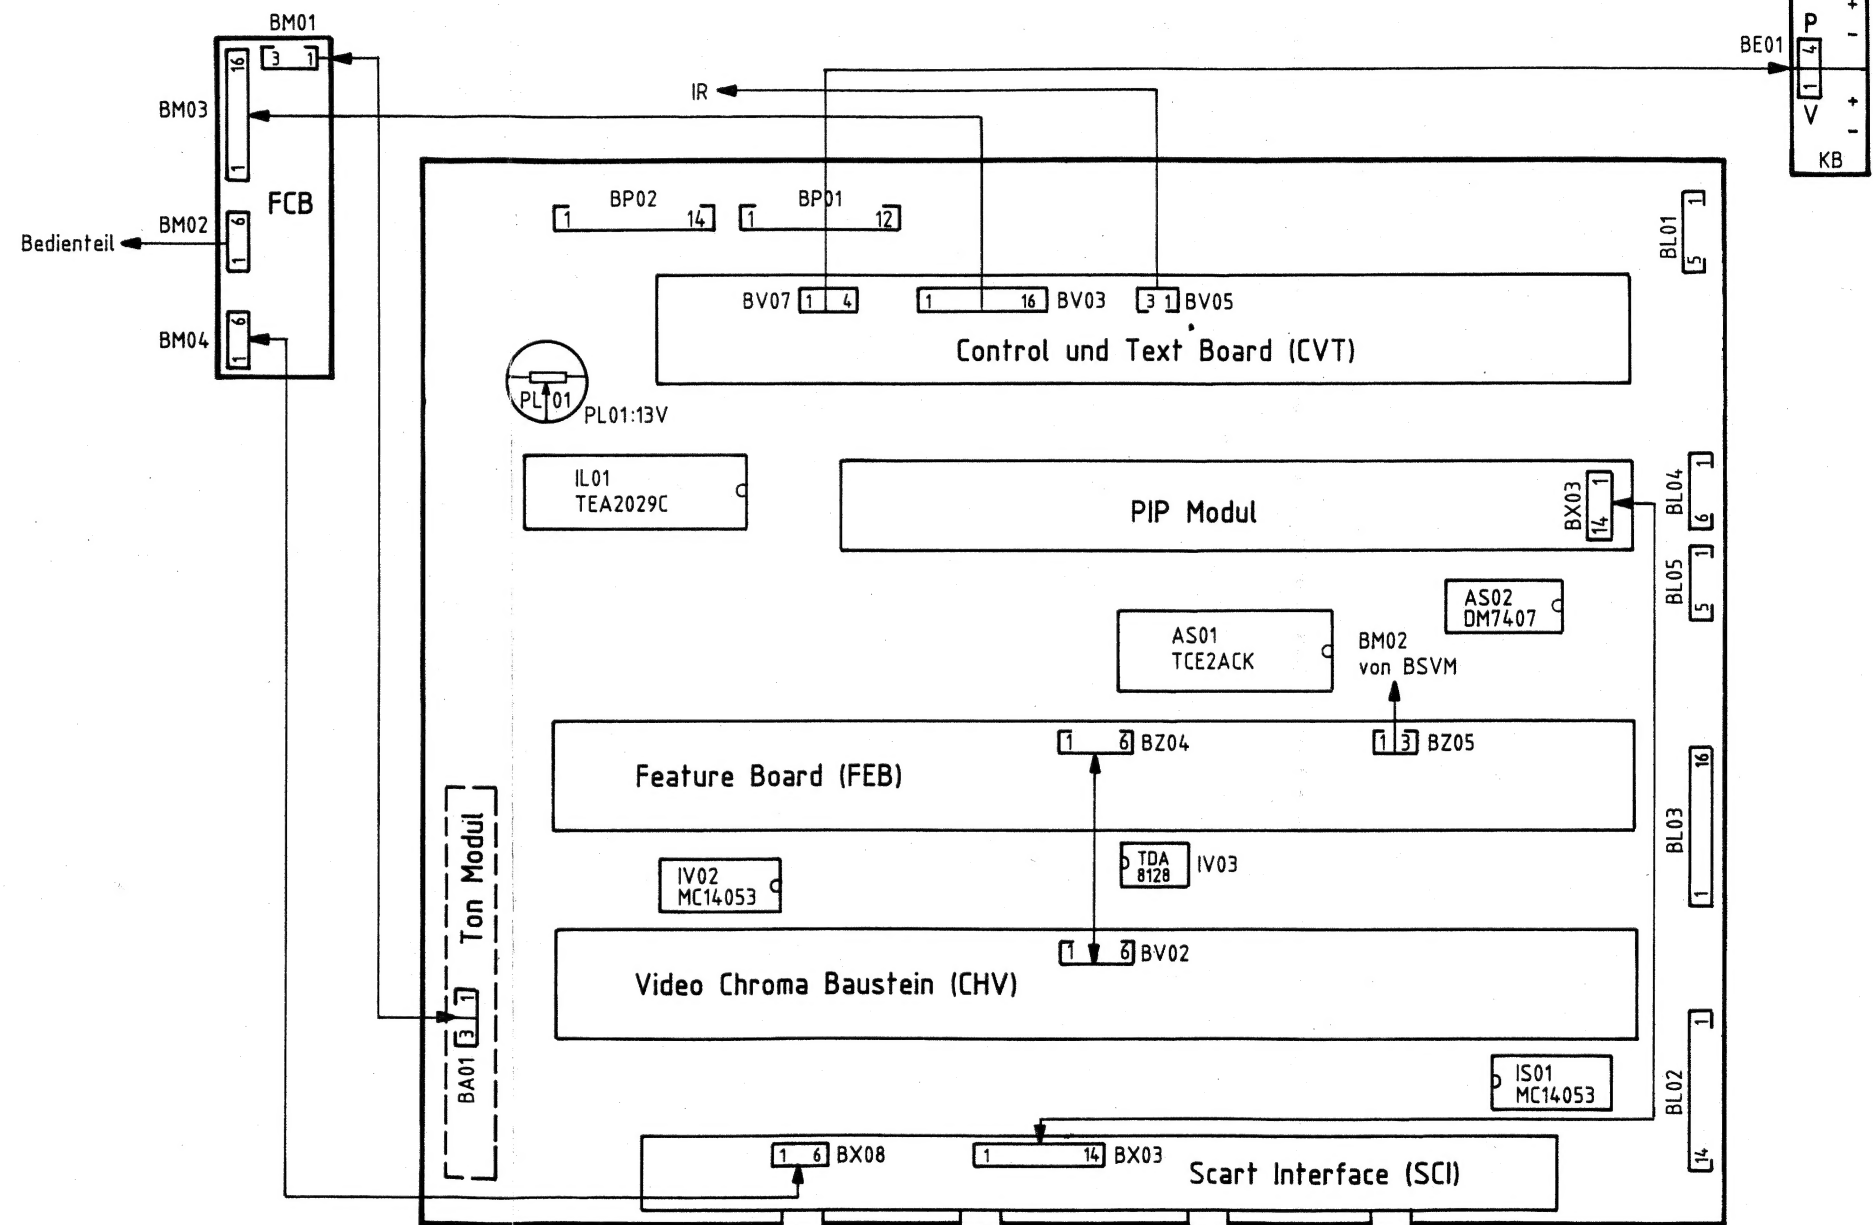 BM01
3 1
16
BM03
1
FCB
BM02
6
1
Bedienteil
BM04
6
1
IR
BE01
P
4
1
V
+
-
+
-
KB
BP02
1 14
BP01
1 12
BL01
1
5
BV07
1 4
1 16
BV03
3 1
BV05
Control und Text Board (CVT)
PL01
PL01:13V
IL01
TEA2029C
PIP Modul
BX03
1
14
BL04
1
6
BL05
1
5
AS02
DM7407
AS01
TCE2ACK
BM02
von BSVM
1 6
BZ04
1 3
BZ05
Feature Board (FEB)
BL03
16
1
Ton Modul
IV02
MC14053
TDA
8128
IV03
1 6
BV02
Video Chroma Baustein (CHV)
BA01
1
3
IS01
MC14053
BL02
1
14
1 6
BX08
1 14
BX03
Scart Interface (SCI)